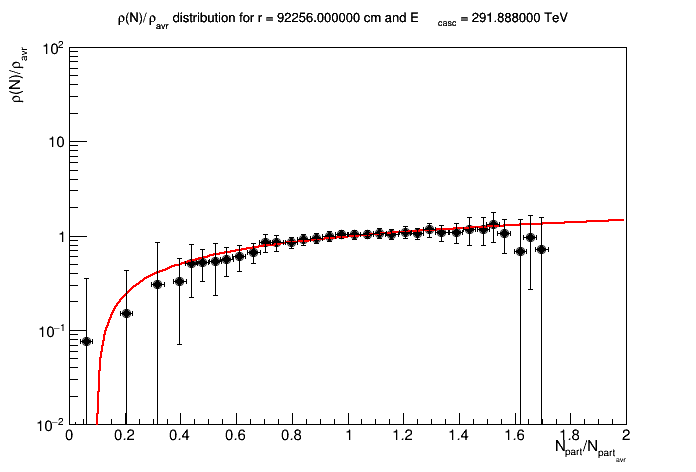 ρ(N)/ρavr distribution for r = 92256.000000 cm and E casc = 291.888000 TeV
ρ(N)/ρavr
10²
10
1
10⁻¹
10⁻²
0 0.2 0.4 0.6 0.8 1 1.2 1.4 1.6 1.8 2
Npart/Npartavr